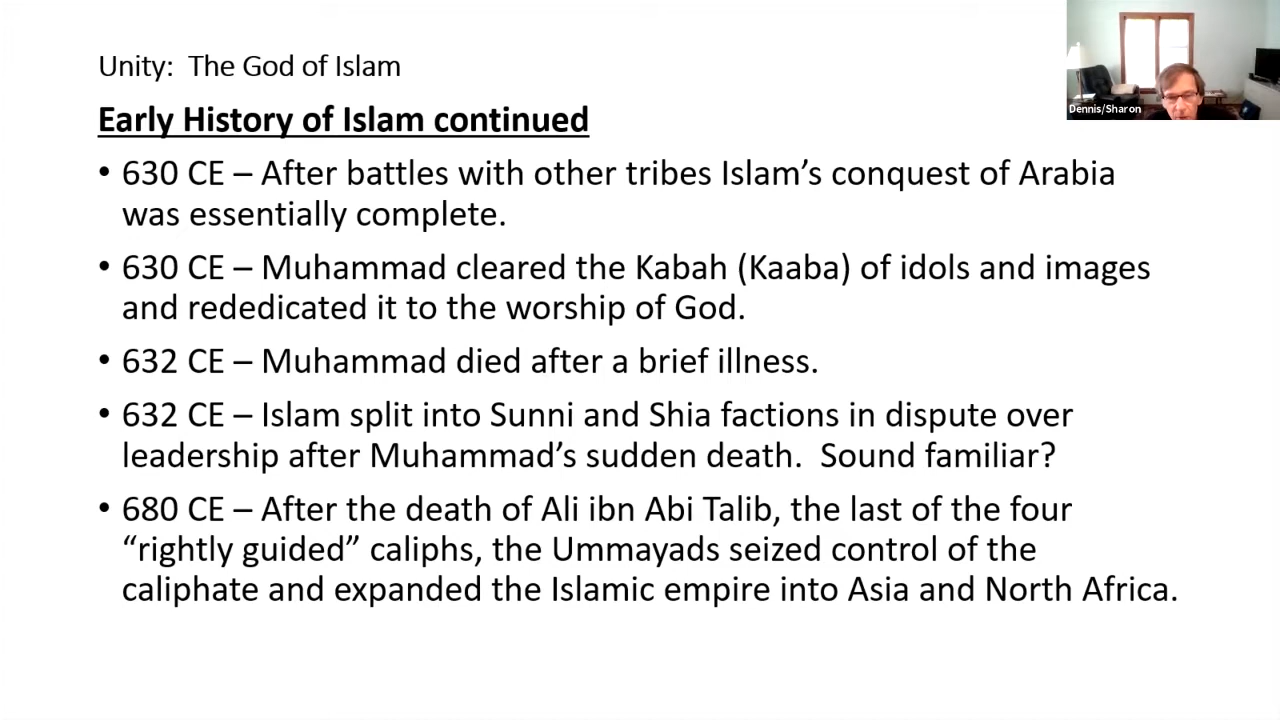 Unity:  The God of Islam
Dennis/Sharon
Early History of Islam continued
• 630 CE – After battles with other tribes Islam’s conquest of Arabia
was essentially complete.
• 630 CE – Muhammad cleared the Kabah (Kaaba) of idols and images
and rededicated it to the worship of God.
• 632 CE – Muhammad died after a brief illness.
• 632 CE – Islam split into Sunni and Shia factions in dispute over
leadership after Muhammad’s sudden death.  Sound familiar?
• 680 CE – After the death of Ali ibn Abi Talib, the last of the four
“rightly guided” caliphs, the Ummayads seized control of the
caliphate and expanded the Islamic empire into Asia and North Africa.